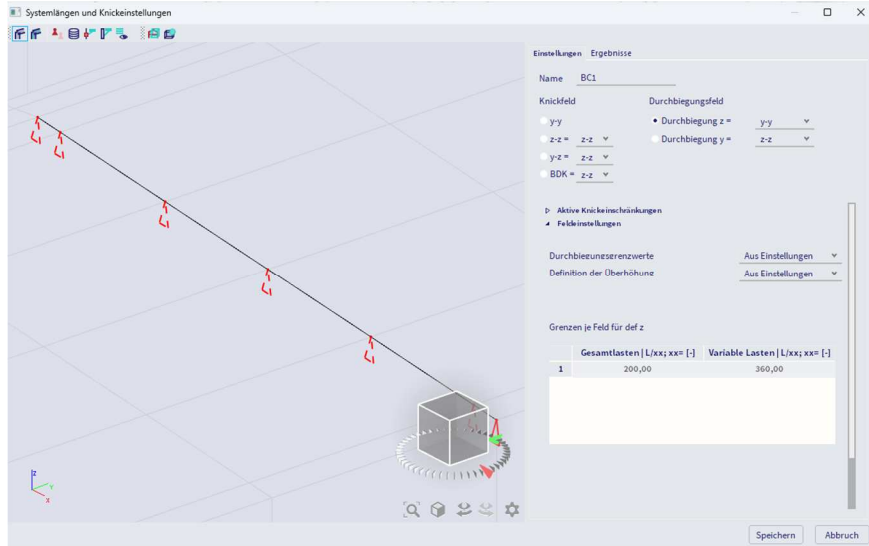 Systemlängen und Knickeinstellungen
Einstellungen Ergebnisse
Name BC1
Knickfeld Durchbiegungsfeld
y-y Durchbiegung z = y-y
z-z = z-z Durchbiegung y = z-z
y-z = z-z
BDK = z-z
Aktive Knickeinschränkungen
Feldeinstellungen
Durchbiegungsgrenzwerte Aus Einstellungen
Definition der Überhöhung Aus Einstellungen
Grenzen je Feld für def z
Gesamtlasten | L/xx; xx= [-] Variable Lasten | L/xx; xx= [-]
1 200,00 360,00
z
Y
X
Speichern Abbruch